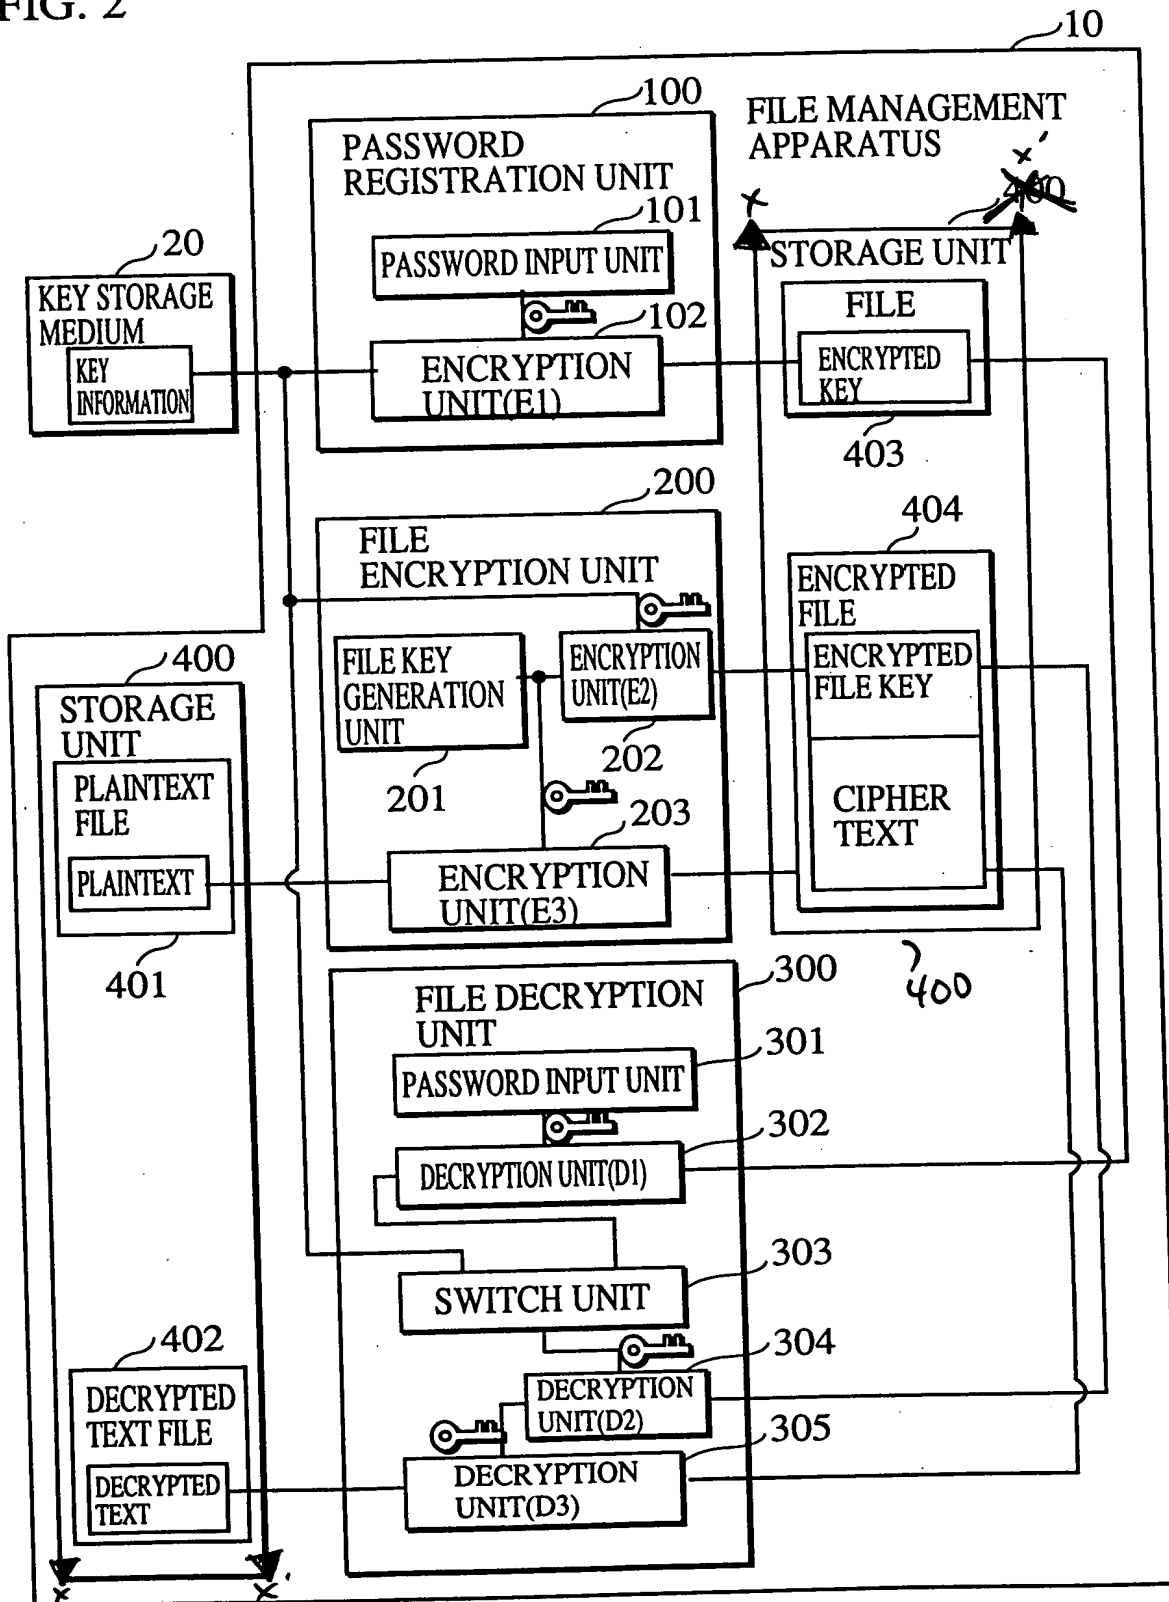 FIG. 2
10
100
FILE MANAGEMENT
APPARATUS
PASSWORD
REGISTRATION UNIT
x
x'
400
101
PASSWORD INPUT UNIT
STORAGE UNIT
20
KEY STORAGE
MEDIUM
KEY
INFORMATION
102
ENCRYPTION
UNIT(E1)
FILE
ENCRYPTED
KEY
403
200
FILE
ENCRYPTION UNIT
404
ENCRYPTED
FILE
FILE KEY
GENERATION
UNIT
201
ENCRYPTION
UNIT(E2)
202
ENCRYPTED
FILE KEY
CIPHER
TEXT
400
STORAGE
UNIT
PLAINTEXT
FILE
PLAINTEXT
401
203
ENCRYPTION
UNIT(E3)
400
300
FILE DECRYPTION
UNIT
301
PASSWORD INPUT UNIT
302
DECRYPTION UNIT(D1)
303
SWITCH UNIT
304
DECRYPTION
UNIT(D2)
305
DECRYPTION
UNIT(D3)
402
DECRYPTED
TEXT FILE
DECRYPTED
TEXT
x
x'